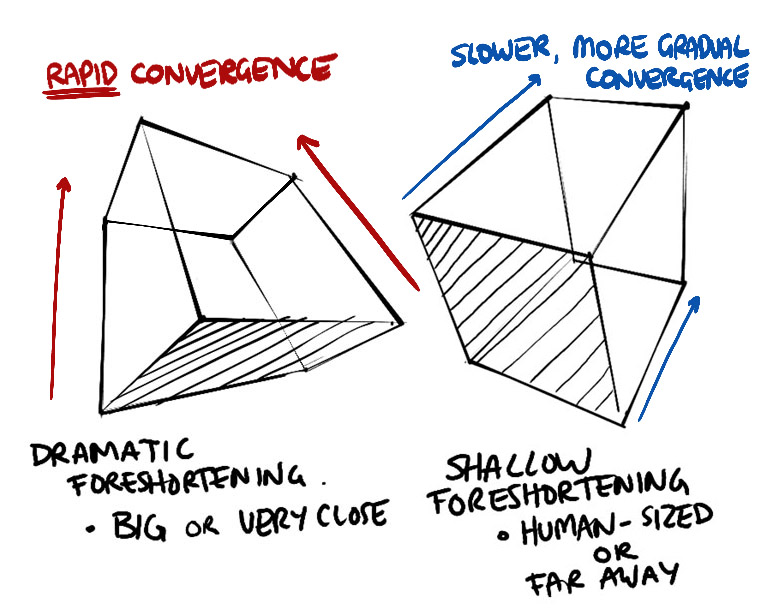 RAPID CONVERGENCE
DRAMATIC
FORESHORTENING.
• BIG OR VERY CLOSE
SLOWER, MORE GRADUAL
CONVERGENCE
SHALLOW
FORESHORTENING
• HUMAN-SIZED
OR
FAR AWAY